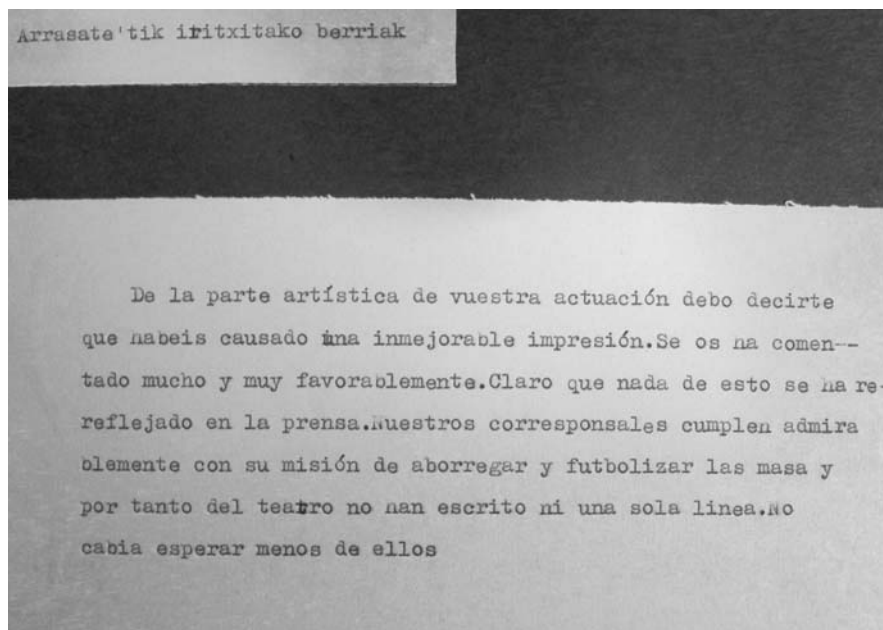 Arrasate'tik iritxitako berriak
De la parte artística de vuestra actuación debo decirte
que habeis causado una inmejorable impresión.Se os ha comen--
tado mucho y muy favorablemente.Claro que nada de esto se ha re-
reflejado en la prensa.Nuestros corresponsales cumplen admira
blemente con su misión de aborregar y futbolizar las masa y
por tanto del teatro no han escrito ni una sola linea.No
cabia esperar menos de ellos